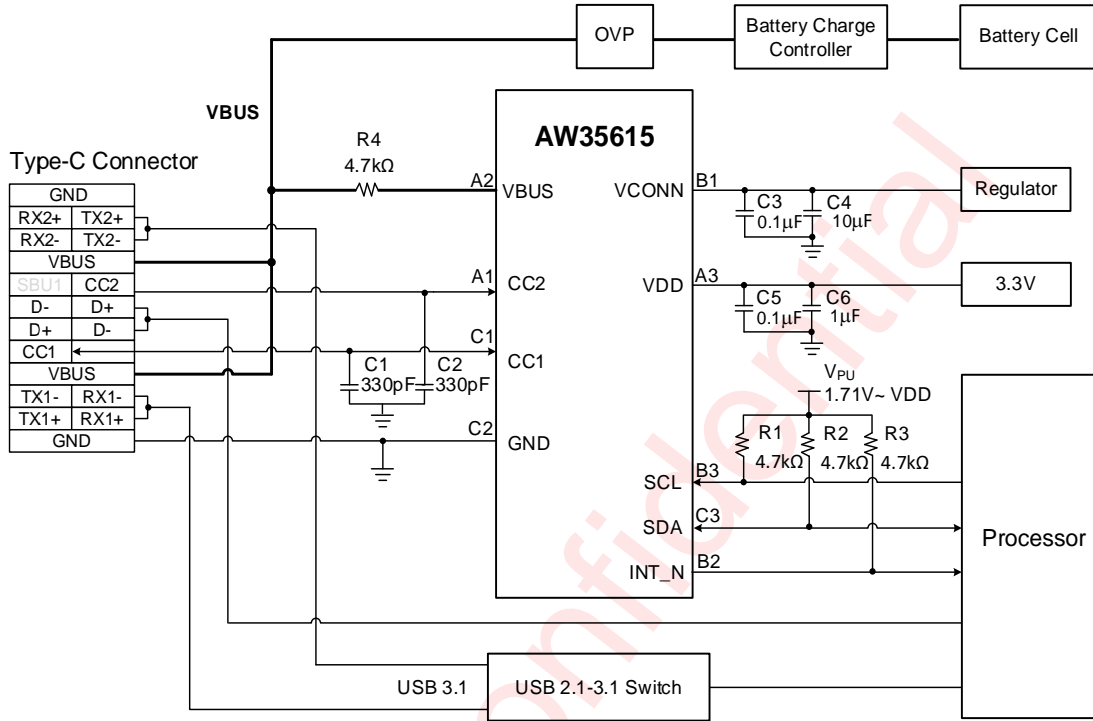 OVP
Battery Charge
Controller
Battery Cell
VBUS
R4
4.7kΩ
AW35615
Type-C Connector
GND
RX2+ TX2+
RX2- TX2-
VBUS
SBU1 CC2
D- D+
D+ D-
CC1
VBUS
TX1- RX1-
TX1+ RX1+
GND
A2 VBUS
A1 CC2
C1 CC1
C2 GND
C1
330pF
C2
330pF
VCONN B1
C3
0.1µF
C4
10µF
Regulator
VDD A3
C5
0.1µF
C6
1µF
3.3V
VPU
1.71V~ VDD
R1
4.7kΩ
R2
4.7kΩ
R3
4.7kΩ
SCL B3
SDA C3
INT_N B2
Processor
USB 3.1
USB 2.1-3.1 Switch
onfidential